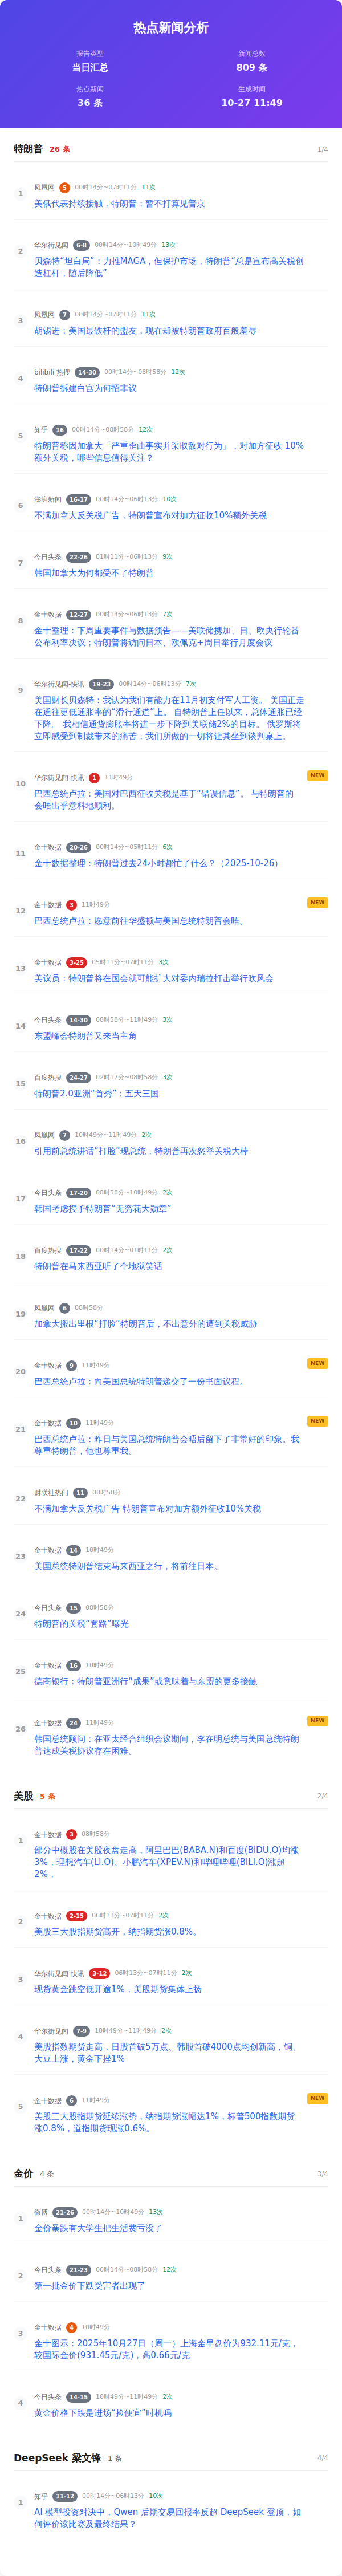 热点新闻分析
报告类型
当日汇总
新闻总数
809 条
热点新闻
36 条
生成时间
10-27 11:49
特朗普 26 条 1/4
1 凤凰网 5 00时14分~07时11分 11次
美俄代表持续接触，特朗普：暂不打算见普京
2 华尔街见闻 6-8 00时14分~10时49分 13次
贝森特“亚瑟王”：力推MAGA，但保护市场，特朗普“总是宣布高关税创
造杠杆，随后降低”
3 凤凰网 7 00时14分~07时11分 11次
胡锡进：美国最铁杆的盟友，现在却被特朗普政府百般羞辱
4 bilibili 热搜 14-30 00时14分~08时58分 12次
特朗普拆建白宫为何招非议
5 知乎 16 00时14分~08时58分 12次
特朗普称因加拿大「严重歪曲事实并采取敌对行为」，对加方征收 10%
额外关税，哪些信息值得关注？
6 澎湃新闻 16-17 00时14分~06时13分 10次
不满加拿大反关税广告，特朗普宣布对加方征收10%额外关税
7 今日头条 22-26 01时11分~06时13分 9次
韩国加拿大为何都受不了特朗普
8 金十数据 12-27 00时14分~06时13分 7次
金十整理：下周重要事件与数据预告——美联储携加、日、欧央行轮番
公布利率决议；特朗普将访问日本、欧佩克+周日举行月度会议
9 华尔街见闻-快讯 19-23 00时14分~06时13分 7次
美国财长贝森特：我认为我们有能力在11月初支付军人工资。 美国正走
在通往更低通胀率的“滑行通道”上。 自特朗普上任以来，总体通胀已经
下降。 我相信通货膨胀率将进一步下降到美联储2%的目标。 俄罗斯将
立即感受到制裁带来的痛苦，我们所做的一切将让其坐到谈判桌上。
10 华尔街见闻-快讯 1 11时49分 NEW
巴西总统卢拉：美国对巴西征收关税是基于“错误信息”。 与特朗普的
会晤出乎意料地顺利。
11 金十数据 20-26 00时14分~05时11分 6次
金十数据整理：特朗普过去24小时都忙了什么？（2025-10-26）
12 金十数据 3 11时49分 NEW
巴西总统卢拉：愿意前往华盛顿与美国总统特朗普会晤。
13 金十数据 3-25 05时11分~07时11分 3次
美议员：特朗普将在国会就可能扩大对委内瑞拉打击举行吹风会
14 今日头条 14-30 08时58分~11时49分 3次
东盟峰会特朗普又来当主角
15 百度热搜 24-27 02时17分~08时58分 3次
特朗普2.0亚洲“首秀”：五天三国
16 凤凰网 7 10时49分~11时49分 2次
引用前总统讲话“打脸”现总统，特朗普再次怒举关税大棒
17 今日头条 17-20 08时58分~10时49分 2次
韩国考虑授予特朗普“无穷花大勋章”
18 百度热搜 17-22 00时14分~01时11分 2次
特朗普在马来西亚听了个地狱笑话
19 凤凰网 6 08时58分
加拿大搬出里根“打脸”特朗普后，不出意外的遭到关税威胁
20 金十数据 9 11时49分 NEW
巴西总统卢拉：向美国总统特朗普递交了一份书面议程。
21 金十数据 10 11时49分 NEW
巴西总统卢拉：昨日与美国总统特朗普会晤后留下了非常好的印象。我
尊重特朗普，他也尊重我。
22 财联社热门 11 08时58分
不满加拿大反关税广告 特朗普宣布对加方额外征收10%关税
23 金十数据 14 10时49分
美国总统特朗普结束马来西亚之行，将前往日本。
24 今日头条 15 08时58分
特朗普的关税“套路”曝光
25 金十数据 16 10时49分
德商银行：特朗普亚洲行“成果”或意味着与东盟的更多接触
26 金十数据 24 11时49分 NEW
韩国总统顾问：在亚太经合组织会议期间，李在明总统与美国总统特朗
普达成关税协议存在困难。
美股 5 条 2/4
1 金十数据 3 08时58分
部分中概股在美股夜盘走高，阿里巴巴(BABA.N)和百度(BIDU.O)均涨
3%，理想汽车(LI.O)、小鹏汽车(XPEV.N)和哔哩哔哩(BILI.O)涨超
2%，
2 金十数据 2-15 06时13分~07时11分 2次
美股三大股指期货高开，纳指期货涨0.8%。
3 华尔街见闻-快讯 3-12 06时13分~07时11分 2次
现货黄金跳空低开逾1%，美股期货集体上扬
4 华尔街见闻 7-9 10时49分~11时49分 2次
美股指数期货走高，日股首破5万点、韩股首破4000点均创新高，铜、
大豆上涨，黄金下挫1%
5 金十数据 6 11时49分 NEW
美股三大股指期货延续涨势，纳指期货涨幅达1%，标普500指数期货
涨0.8%，道指期货现涨0.6%。
金价 4 条 3/4
1 微博 21-26 00时14分~10时49分 13次
金价暴跌有大学生把生活费亏没了
2 今日头条 21-23 00时14分~08时58分 12次
第一批金价下跌受害者出现了
3 金十数据 4 10时49分
金十图示：2025年10月27日（周一）上海金早盘价为932.11元/克，
较国际金价(931.45元/克)，高0.66元/克
4 今日头条 14-15 10时49分~11时49分 2次
黄金价格下跌是进场“捡便宜”时机吗
DeepSeek 梁文锋 1 条 4/4
1 知乎 11-12 00时14分~06时13分 10次
AI 模型投资对决中，Qwen 后期交易回报率反超 DeepSeek 登顶，如
何评价该比赛及最终结果？